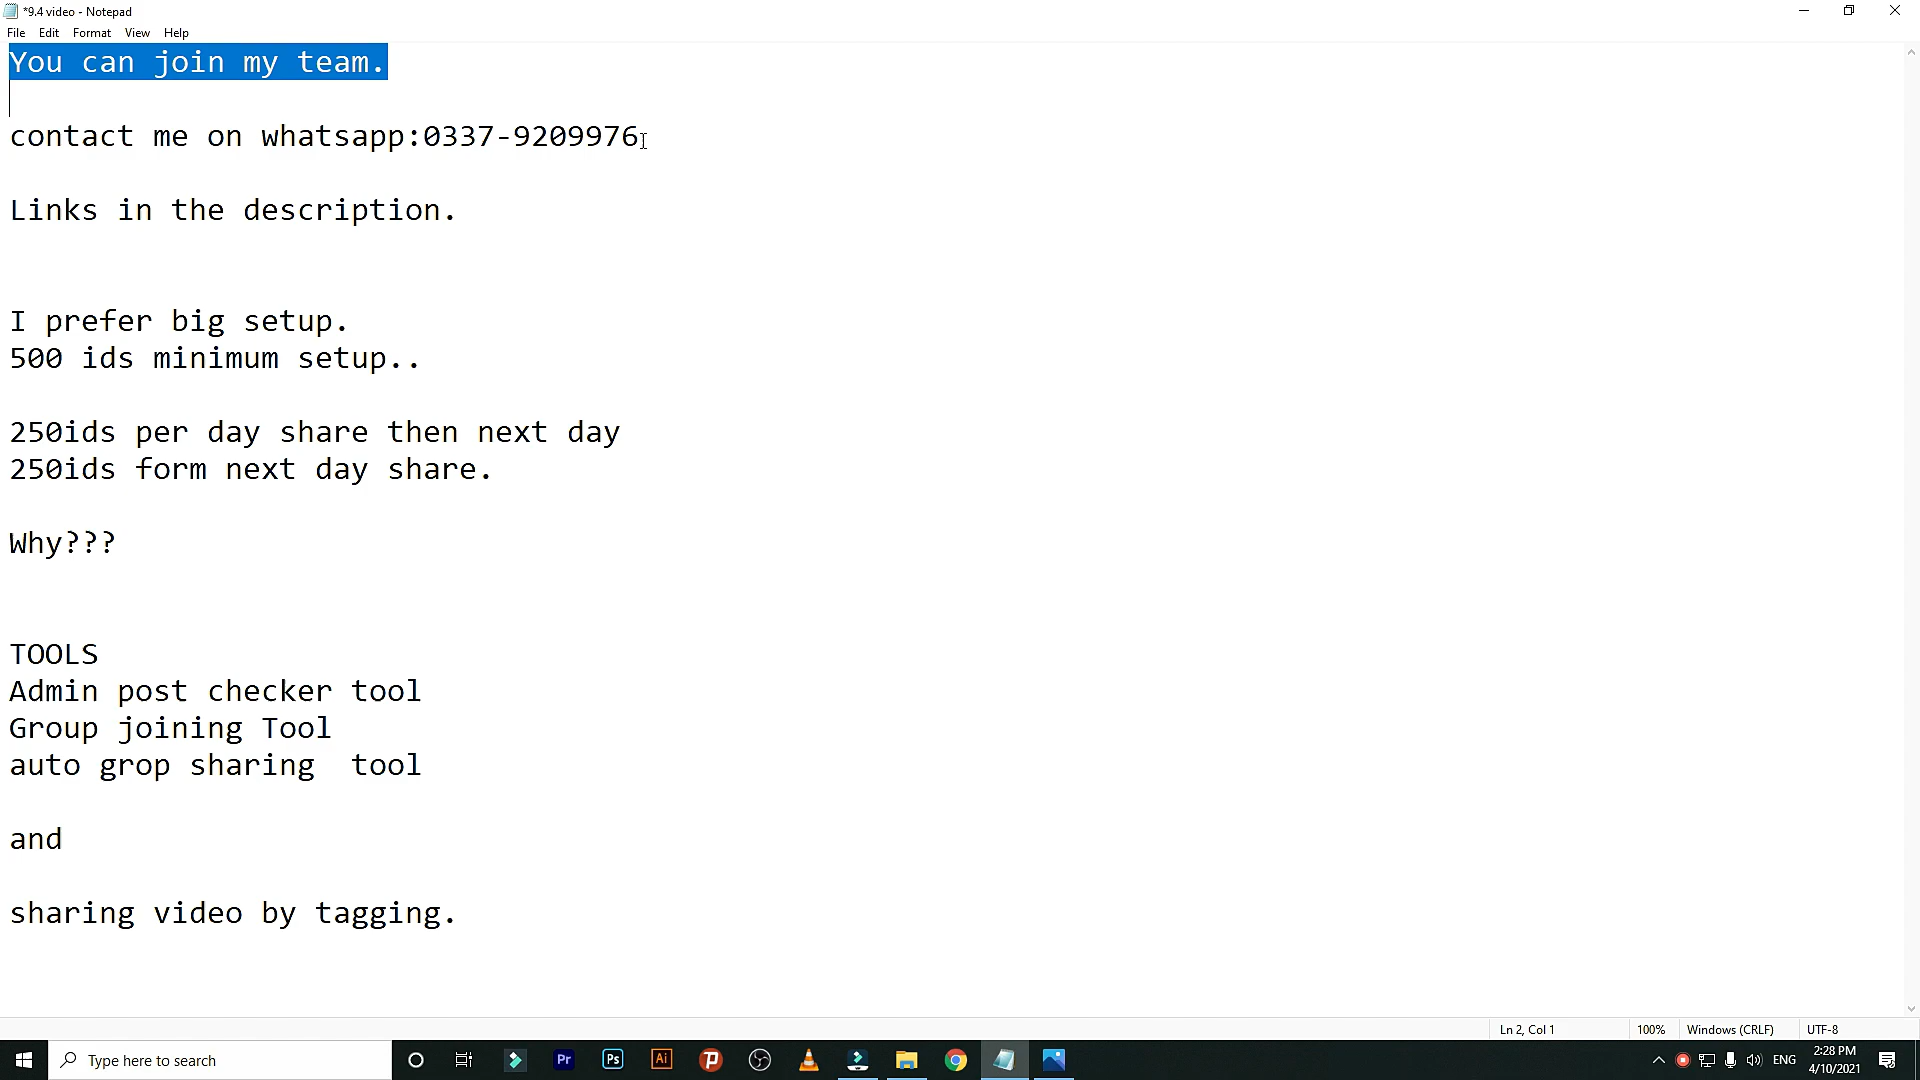 *9.4 video - Notepad
File Edit Format View Help
You can join my team.
contact me on whatsapp:0337-9209976
Links in the description.
I prefer big setup.
500 ids minimum setup..
250ids per day share then next day
250ids form next day share.
Why???
TOOLS
Admin post checker tool
Group joining Tool
auto grop sharing  tool
and
sharing video by tagging.
Ln 2, Col 1 100% Windows (CRLF) UTF-8
Type here to search
Pr Ps Ai
ENG
2:28 PM
4/10/2021